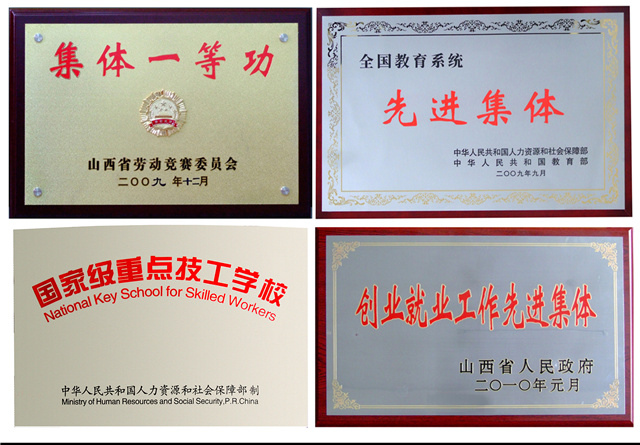 集体一等功
山西省劳动竞赛委员会
二〇〇九年十二月
全国教育系统
先进集体
中华人民共和国人力资源和社会保障部
中华人民共和国教育部
二〇〇九年九月
国家级重点技工学校
National Key School for Skilled Workers
中华人民共和国人力资源和社会保障部 制
Ministry of Human Resources and Social Security,P.R.China
创业就业工作先进集体
山西省人民政府
二〇一〇年元月